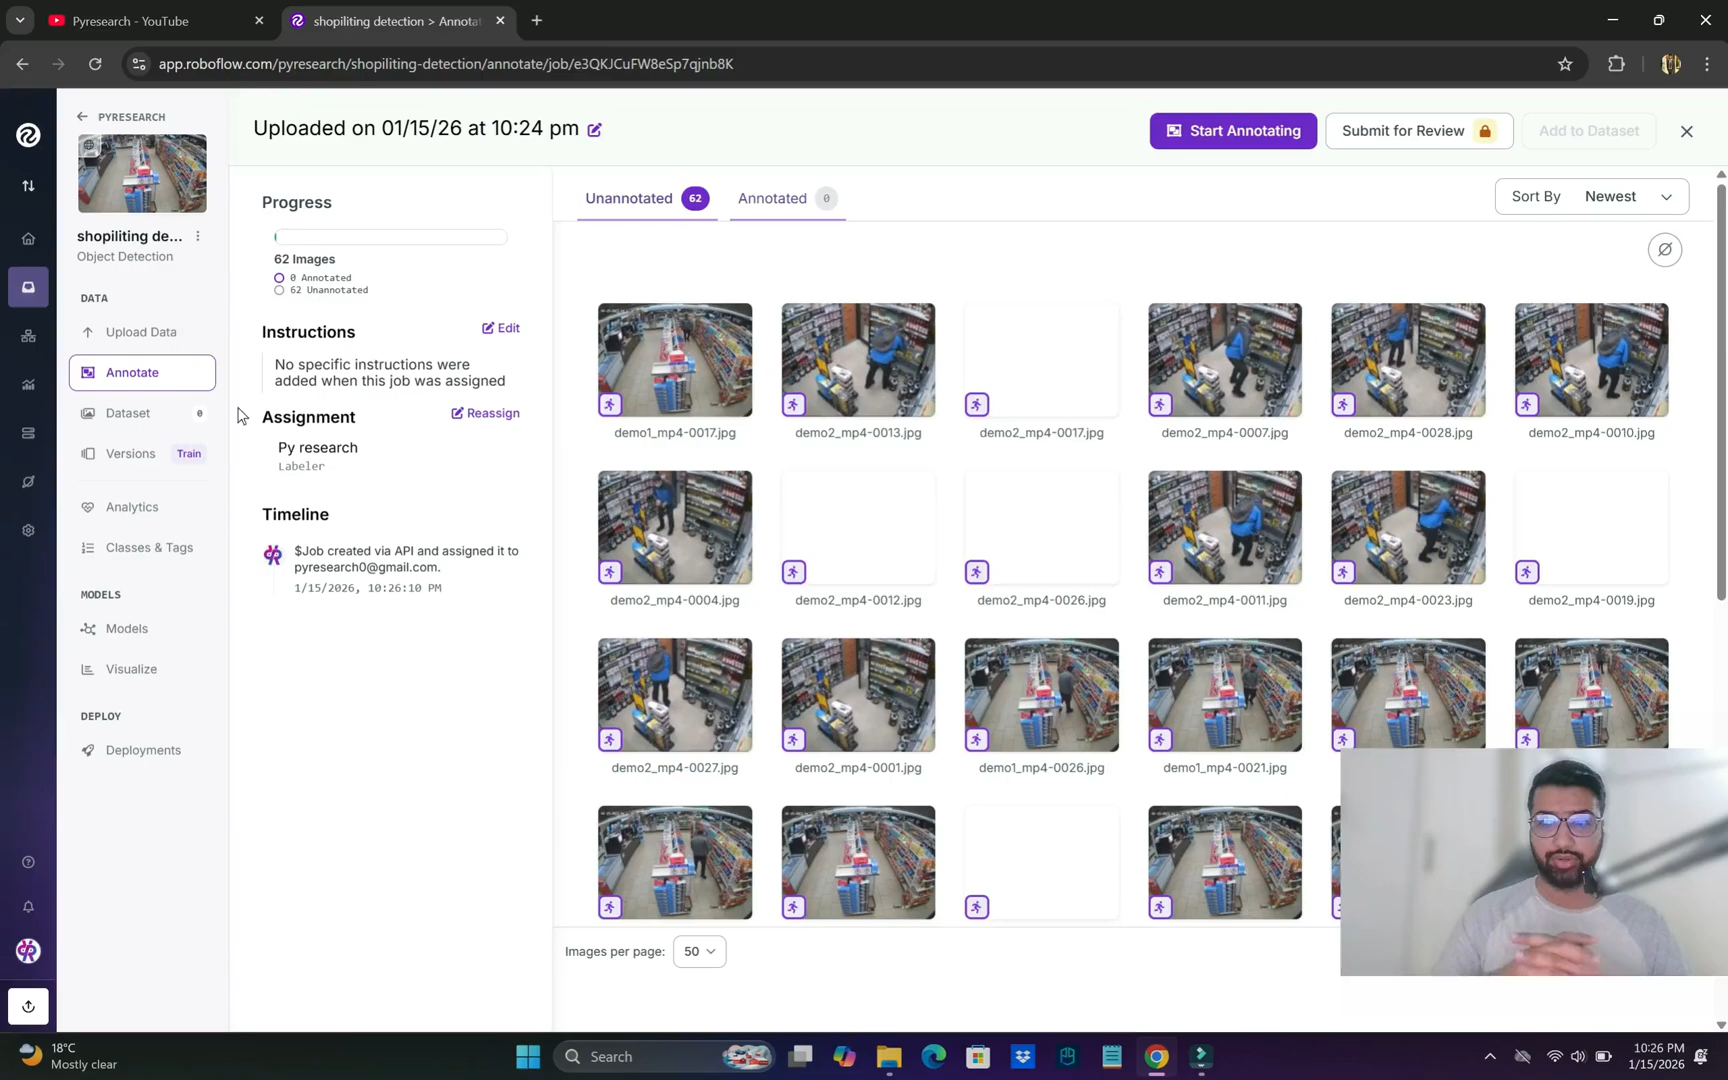 Pyresearch - YouTube
shopiliting detection > Annota
app.roboflow.com/pyresearch/shopiliting-detection/annotate/job/e3QKJCuFW8eSp7qjnb8K
PYRESEARCH
shopiliting de...
Object Detection
DATA
Upload Data
Annotate
Dataset 0
Versions Train
Analytics
Classes & Tags
MODELS
Models
Visualize
DEPLOY
Deployments
Uploaded on 01/15/26 at 10:24 pm
Start Annotating
Submit for Review
Add to Dataset
Progress
62 Images
0 Annotated
62 Unannotated
Instructions
Edit
No specific instructions were
added when this job was assigned
Assignment
Reassign
Py research
Labeler
Timeline
$Job created via API and assigned it to
pyresearch0@gmail.com.
1/15/2026, 10:26:10 PM
Unannotated 62
Annotated 0
Sort By Newest
demo1_mp4-0017.jpg
demo2_mp4-0013.jpg
demo2_mp4-0017.jpg
demo2_mp4-0007.jpg
demo2_mp4-0028.jpg
demo2_mp4-0010.jpg
demo2_mp4-0004.jpg
demo2_mp4-0012.jpg
demo2_mp4-0026.jpg
demo2_mp4-0011.jpg
demo2_mp4-0023.jpg
demo2_mp4-0019.jpg
demo2_mp4-0027.jpg
demo2_mp4-0001.jpg
demo1_mp4-0026.jpg
demo1_mp4-0021.jpg
Images per page: 50
18°C
Mostly clear
Search
10:26 PM
1/15/2026